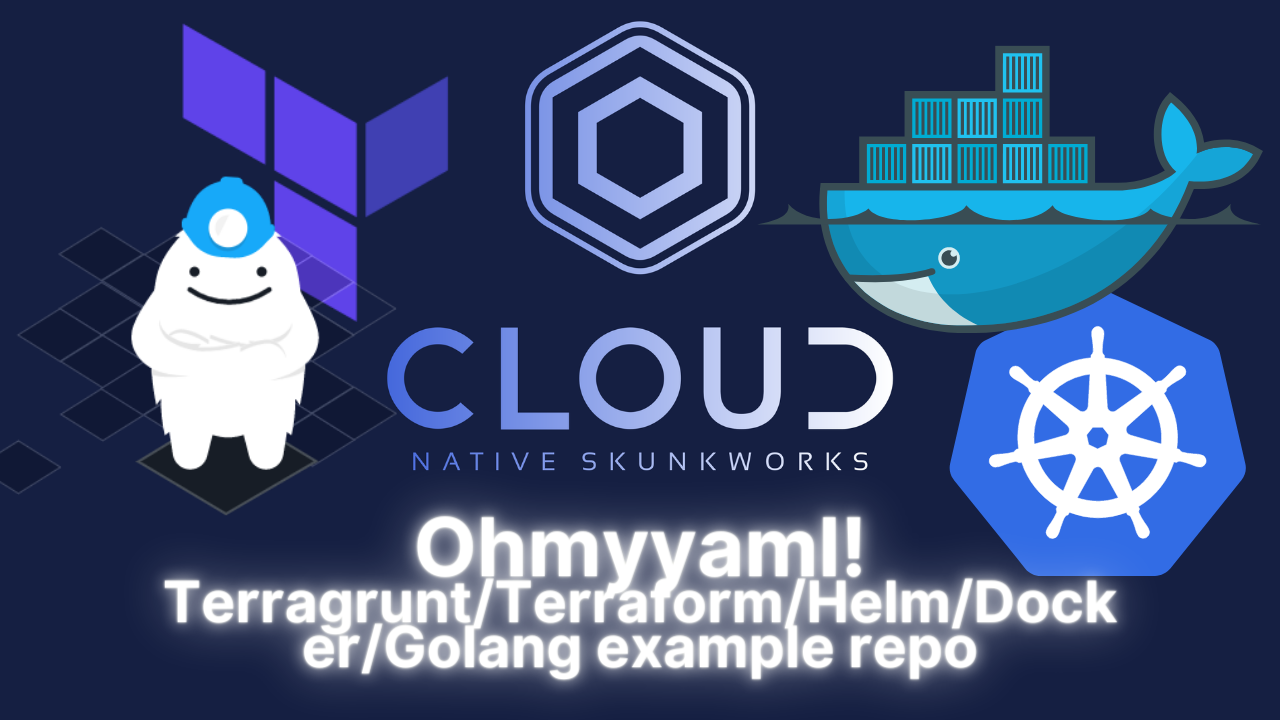 CLOUD
NATIVE SKUNKWORKS
Ohmyyaml!
Terragrunt/Terraform/Helm/Dock
er/Golang example repo